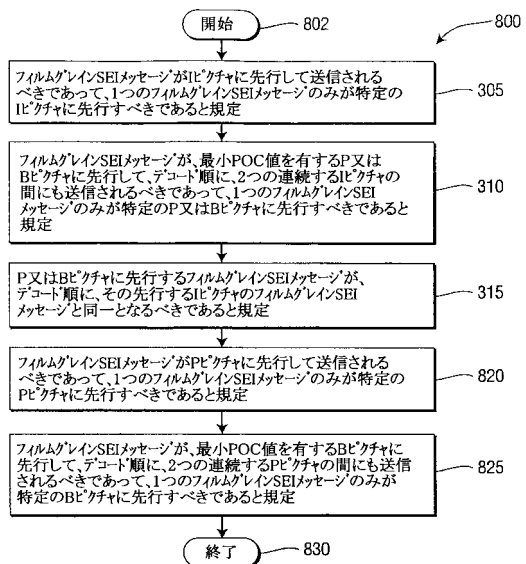 800
開始
802
フィルムグレインSEIメッセージがIピクチャに先行して送信される
べきであって、1つのフィルムグレインSEIメッセージのみが特定の
Iピクチャに先行すべきであると規定
305
フィルムグレインSEIメッセージが、最小POC値を有するP又は
Bピクチャに先行して、デコード順に、2つの連続するIピクチャの
間にも送信されるべきであって、1つのフィルムグレインSEI
メッセージのみが特定のP又はBピクチャに先行すべきであると
規定
310
P又はBピクチャに先行するフィルムグレインSEIメッセージが、
デコード順に、その先行するIピクチャのフィルムグレインSEI
メッセージと同一となるべきであると規定
315
フィルムグレインSEIメッセージがPピクチャに先行して送信される
べきであって、1つのフィルムグレインSEIメッセージのみが特定の
Pピクチャに先行すべきであると規定
820
フィルムグレインSEIメッセージが、最小POC値を有するBピクチャに
先行して、デコード順に、2つの連続するPピクチャの間にも送信
されるべきであって、1つのフィルムグレインSEIメッセージのみが
特定のBピクチャに先行すべきであると規定
825
終了
830